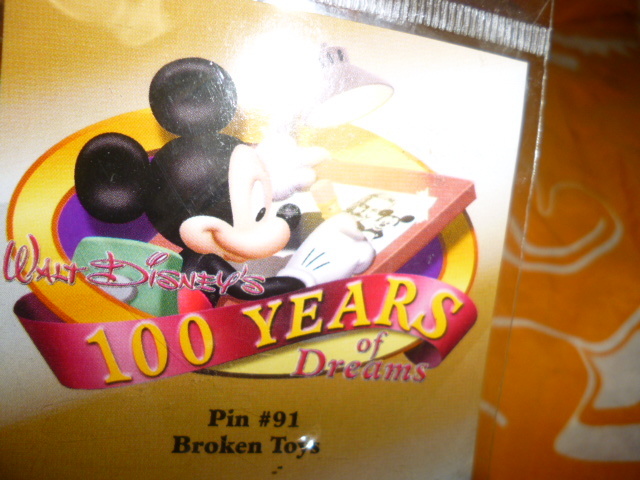 Walt Disney's
100 YEARS
of
Dreams
Pin #91
Broken Toys